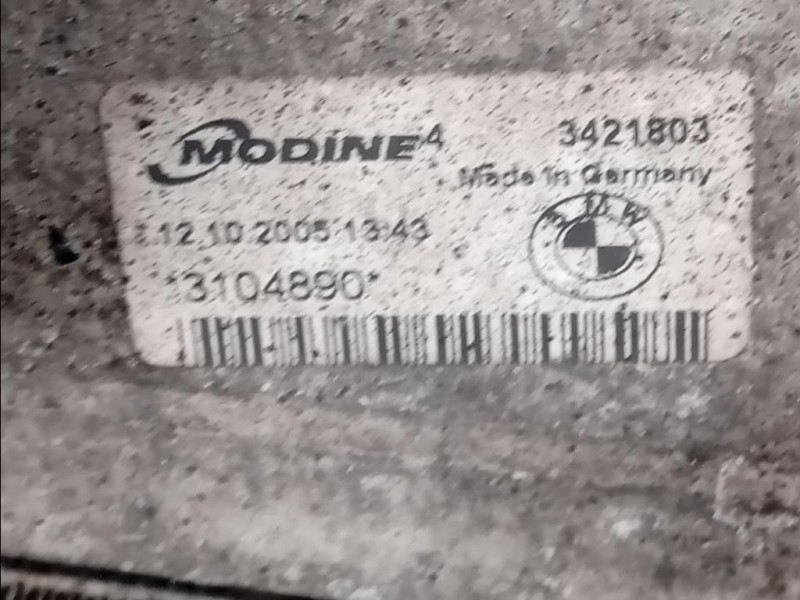 MODINE 4 3421803
Made in Germany
12.10.2005 13:43
BMW
*3104890*